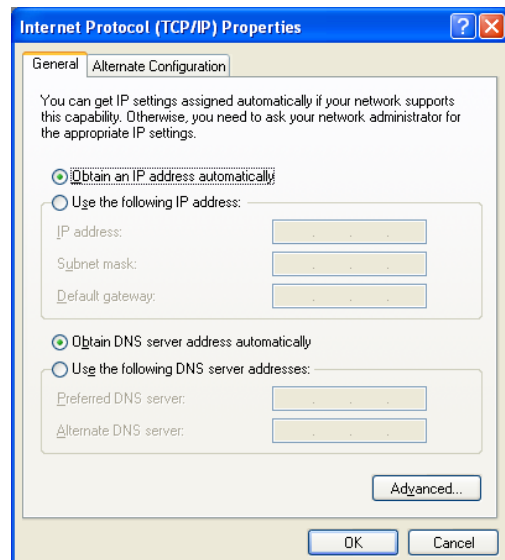 Internet Protocol (TCP/IP) Properties
General
Alternate Configuration
You can get IP settings assigned automatically if your network supports
this capability. Otherwise, you need to ask your network administrator for
the appropriate IP settings.
Obtain an IP address automatically
Use the following IP address:
IP address:
Subnet mask:
Default gateway:
Obtain DNS server address automatically
Use the following DNS server addresses:
Preferred DNS server:
Alternate DNS server:
Advanced...
OK
Cancel